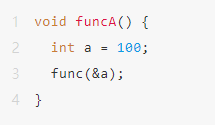 1 void funcA() {
2   int a = 100;
3   func(&a);
4 }